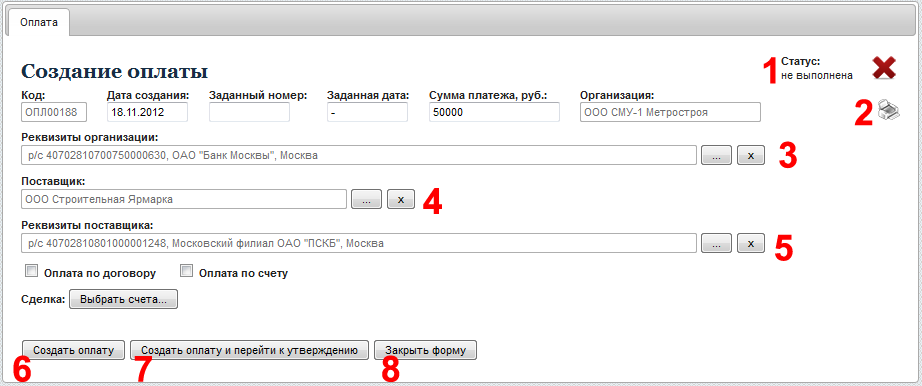 Оплата
Создание оплаты
1 Статус:
не выполнена
Код: Дата создания: Заданный номер: Заданная дата: Сумма платежа, руб.: Организация:
ОПЛ00188 18.11.2012 - 50000 ООО СМУ-1 Метрострой 2
Реквизиты организации:
р/с 40702810700750000630, ОАО "Банк Москвы", Москва ... x 3
Поставщик:
ООО Строительная Ярмарка ... x 4
Реквизиты поставщика:
р/с 40702810801000001248, Московский филиал ОАО "ПСКБ", Москва ... x 5
Оплата по договору Оплата по счету
Сделка: Выбрать счета...
Создать оплату Создать оплату и перейти к утверждению Закрыть форму
6 7 8